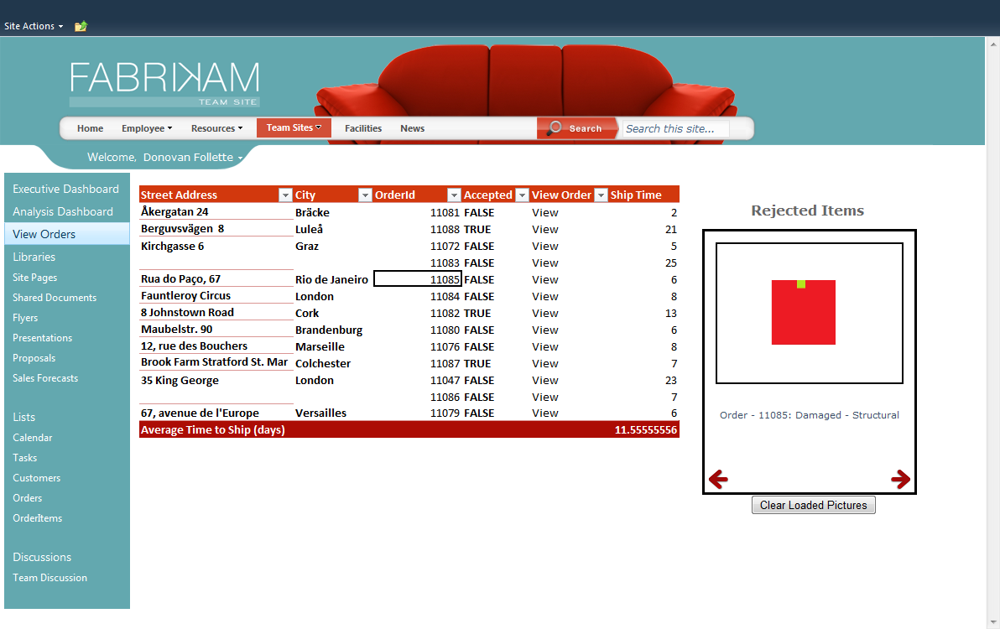 Site Actions
FABRIKAM
TEAM SITE
Home Employee Resources Team Sites Facilities News Search Search this site...
Welcome, Donovan Follette
Executive Dashboard
Analysis Dashboard
View Orders
Libraries
Site Pages
Shared Documents
Flyers
Presentations
Proposals
Sales Forecasts
Lists
Calendar
Tasks
Customers
Orders
OrderItems
Discussions
Team Discussion
Street Address City OrderId Accepted View Order Ship Time
Åkergatan 24 Bräcke 11081 FALSE View 2
Berguvsvägen 8 Luleå 11088 TRUE View 21
Kirchgasse 6 Graz 11072 FALSE View 5
11083 FALSE View 25
Rua do Paço, 67 Rio de Janeiro 11085 FALSE View 6
Fauntleroy Circus London 11084 FALSE View 8
8 Johnstown Road Cork 11082 TRUE View 13
Maubelstr. 90 Brandenburg 11080 FALSE View 6
12, rue des Bouchers Marseille 11076 FALSE View 8
Brook Farm Stratford St. Mar Colchester 11087 TRUE View 7
35 King George London 11047 FALSE View 23
11086 FALSE View 7
67, avenue de l'Europe Versailles 11079 FALSE View 6
Average Time to Ship (days) 11.55555556
Rejected Items
Order - 11085: Damaged - Structural
Clear Loaded Pictures